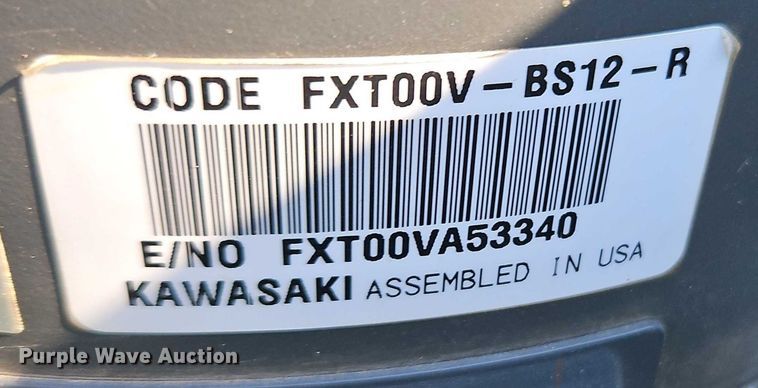 CODE FXT00V-BS12-R
E/NO FXT00VA53340
KAWASAKI ASSEMBLED IN USA
Purple Wave Auction